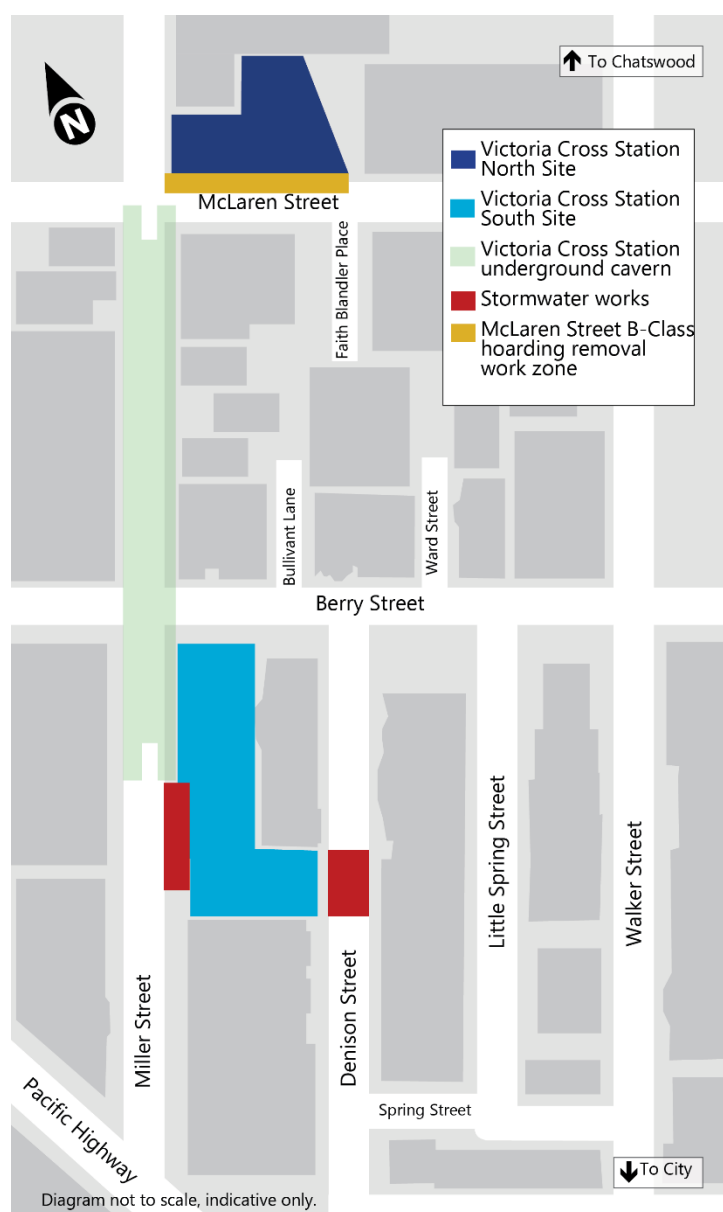 To Chatswood
N
Victoria Cross Station
North Site
Victoria Cross Station
South Site
Victoria Cross Station
underground cavern
Stormwater works
McLaren Street B-Class
hoarding removal
work zone
McLaren Street
Faith Blandler Place
Bullivant Lane
Ward Street
Berry Street
Little Spring Street
Walker Street
Miller Street
Denison Street
Spring Street
Pacific Highway
To City
Diagram not to scale, indicative only.